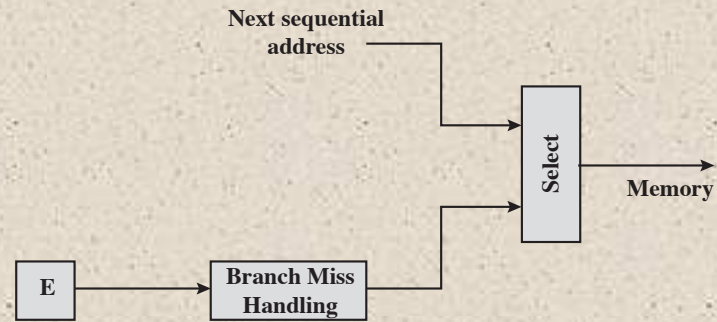 Next sequential
address
Select
Memory
E
Branch Miss
Handling